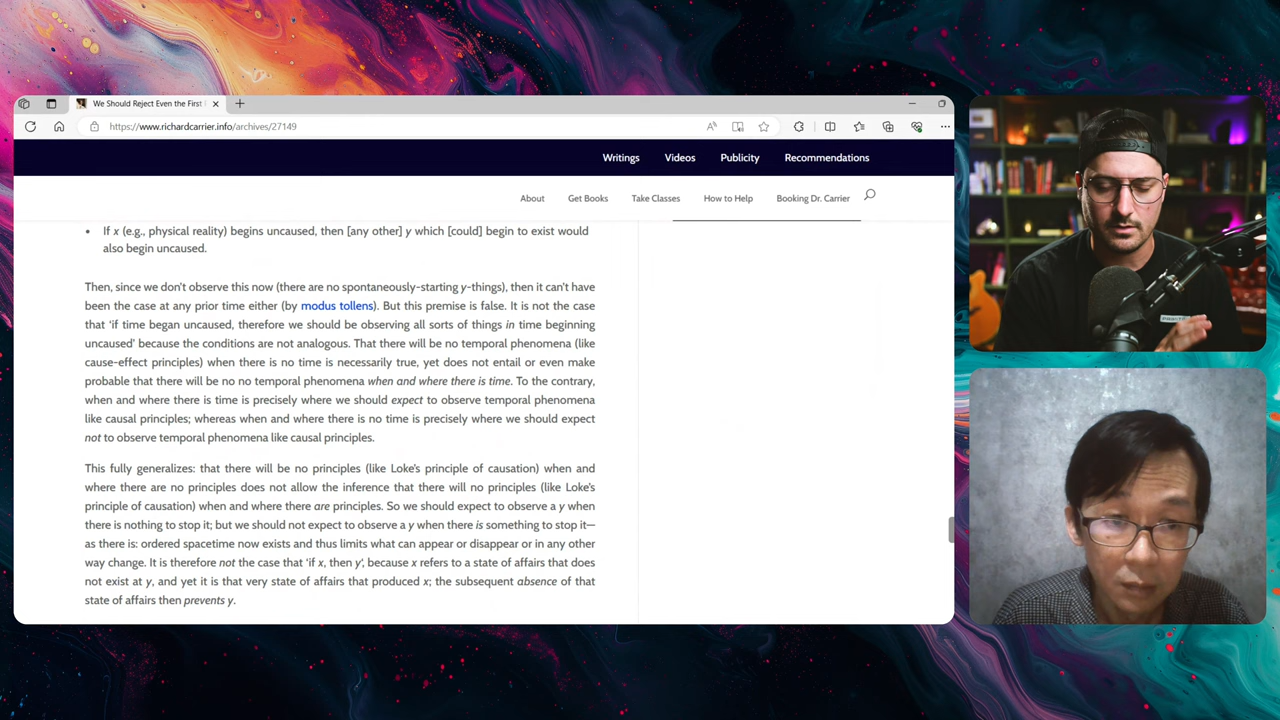 We Should Reject Even the First
https://www.richardcarrier.info/archives/27149
Writings Videos Publicity Recommendations
About Get Books Take Classes How to Help Booking Dr. Carrier
• If x (e.g., physical reality) begins uncaused, then [any other] y which [could] begin to exist would
also begin uncaused.
Then, since we don't observe this now (there are no spontaneously-starting y-things), then it can't have
been the case at any prior time either (by modus tollens). But this premise is false. It is not the case
that 'if time began uncaused, therefore we should be observing all sorts of things in time beginning
uncaused' because the conditions are not analogous. That there will be no temporal phenomena (like
cause-effect principles) when there is no time is necessarily true, yet does not entail or even make
probable that there will be no no temporal phenomena when and where there is time. To the contrary,
when and where there is time is precisely where we should expect to observe temporal phenomena
like causal principles; whereas when and where there is no time is precisely where we should expect
not to observe temporal phenomena like causal principles.
This fully generalizes: that there will be no principles (like Loke's principle of causation) when and
where there are no principles does not allow the inference that there will no principles (like Loke's
principle of causation) when and where there are principles. So we should expect to observe a y when
there is nothing to stop it; but we should not expect to observe a y when there is something to stop it—
as there is: ordered spacetime now exists and thus limits what can appear or disappear or in any other
way change. It is therefore not the case that 'if x, then y', because x refers to a state of affairs that does
not exist at y, and yet it is that very state of affairs that produced x; the subsequent absence of that
state of affairs then prevents y.